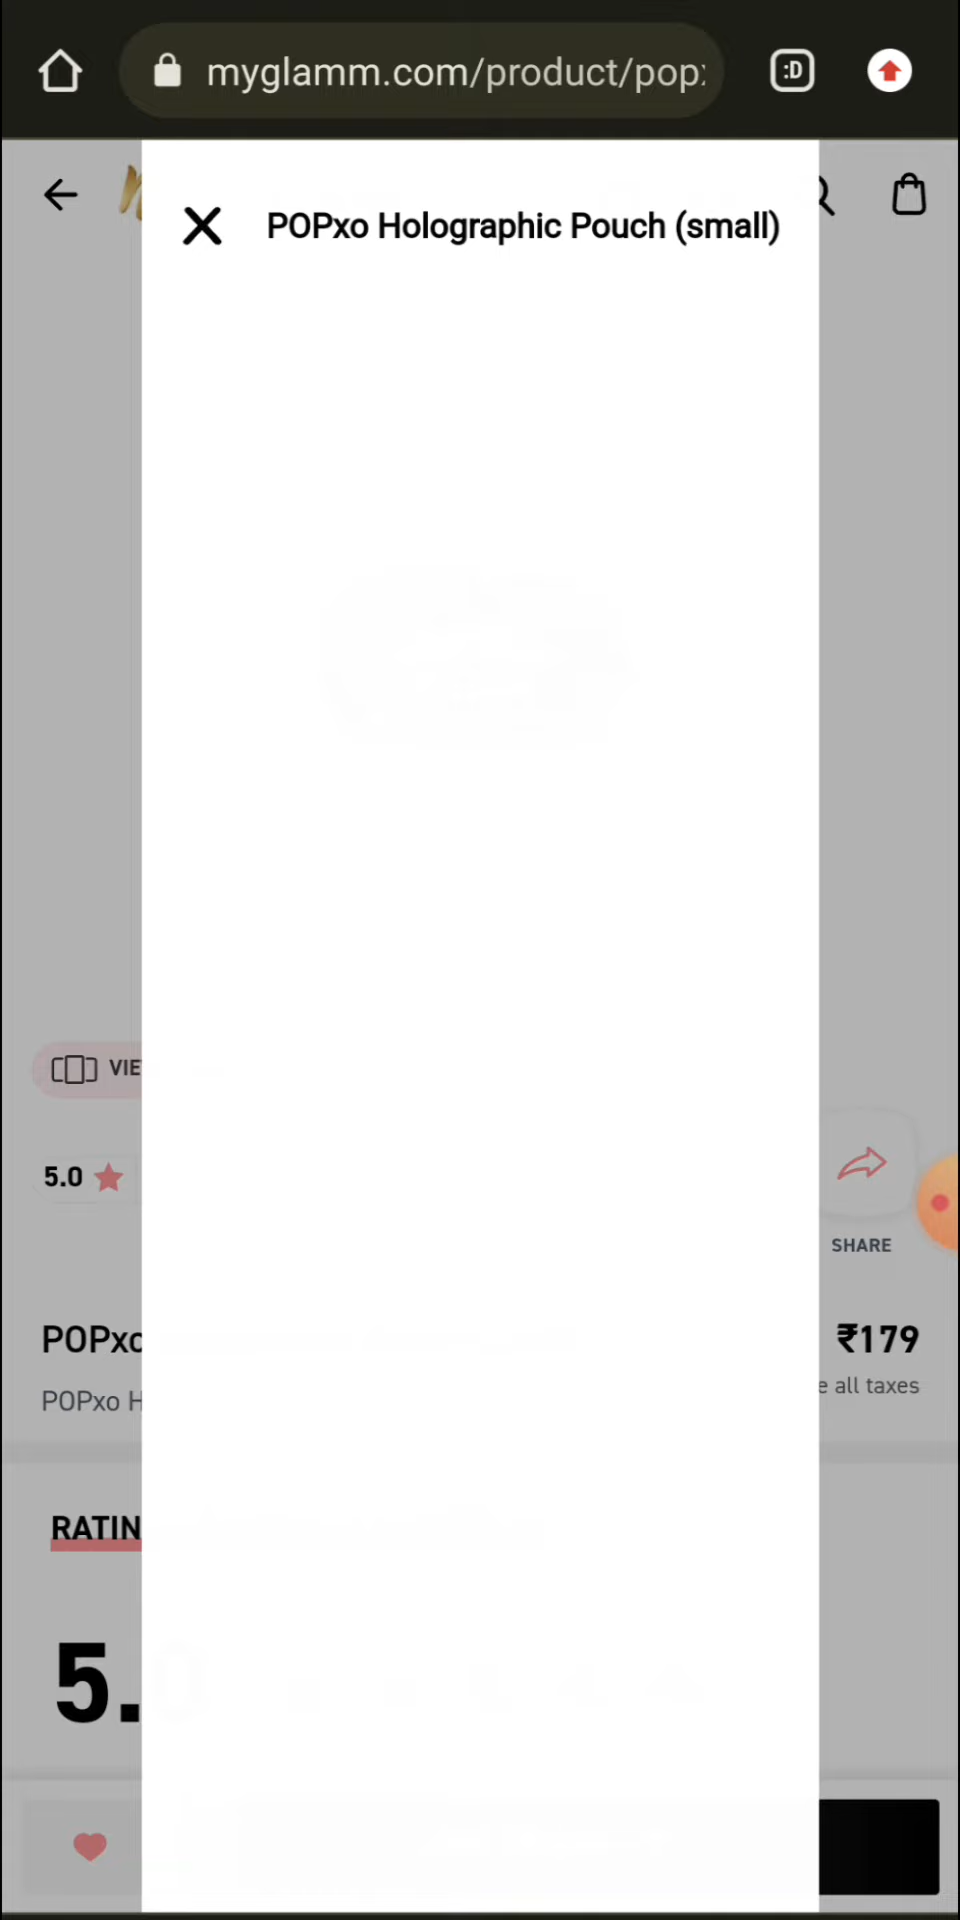 myglamm.com/product/pop
:D
POPxo Holographic Pouch (small)
VIE
5.0
SHARE
POPxo
₹179
POPxo H
e all taxes
RATIN
5.